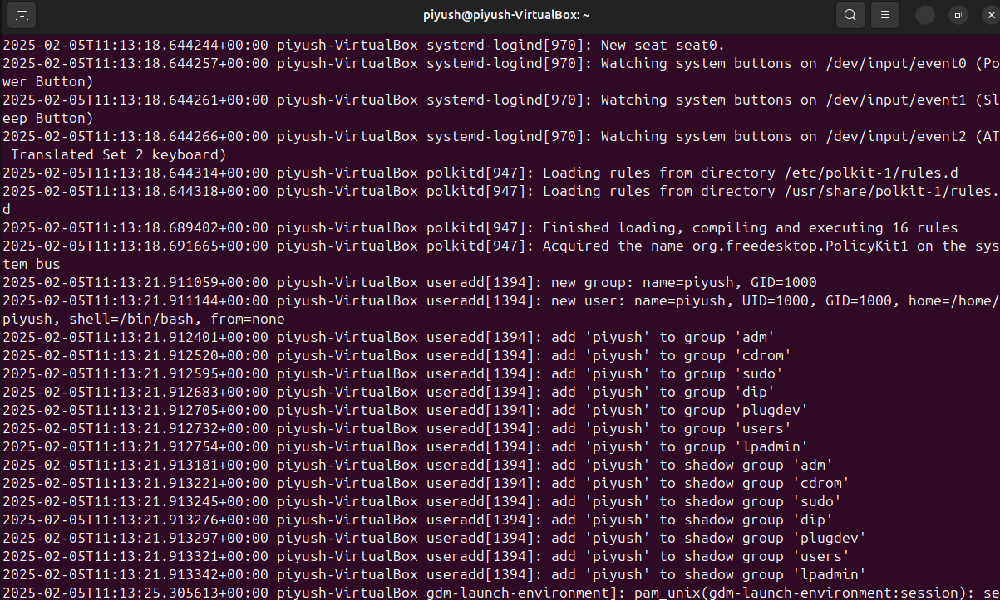 piyush@piyush-VirtualBox: ~
2025-02-05T11:13:18.644244+00:00 piyush-VirtualBox systemd-logind[970]: New seat seat0.
2025-02-05T11:13:18.644257+00:00 piyush-VirtualBox systemd-logind[970]: Watching system buttons on /dev/input/event0 (Po
wer Button)
2025-02-05T11:13:18.644261+00:00 piyush-VirtualBox systemd-logind[970]: Watching system buttons on /dev/input/event1 (Sl
eep Button)
2025-02-05T11:13:18.644266+00:00 piyush-VirtualBox systemd-logind[970]: Watching system buttons on /dev/input/event2 (AT
 Translated Set 2 keyboard)
2025-02-05T11:13:18.644314+00:00 piyush-VirtualBox polkitd[947]: Loading rules from directory /etc/polkit-1/rules.d
2025-02-05T11:13:18.644318+00:00 piyush-VirtualBox polkitd[947]: Loading rules from directory /usr/share/polkit-1/rules.
d
2025-02-05T11:13:18.689402+00:00 piyush-VirtualBox polkitd[947]: Finished loading, compiling and executing 16 rules
2025-02-05T11:13:18.691665+00:00 piyush-VirtualBox polkitd[947]: Acquired the name org.freedesktop.PolicyKit1 on the sys
tem bus
2025-02-05T11:13:21.911059+00:00 piyush-VirtualBox useradd[1394]: new group: name=piyush, GID=1000
2025-02-05T11:13:21.911144+00:00 piyush-VirtualBox useradd[1394]: new user: name=piyush, UID=1000, GID=1000, home=/home/
piyush, shell=/bin/bash, from=none
2025-02-05T11:13:21.912401+00:00 piyush-VirtualBox useradd[1394]: add 'piyush' to group 'adm'
2025-02-05T11:13:21.912520+00:00 piyush-VirtualBox useradd[1394]: add 'piyush' to group 'cdrom'
2025-02-05T11:13:21.912595+00:00 piyush-VirtualBox useradd[1394]: add 'piyush' to group 'sudo'
2025-02-05T11:13:21.912683+00:00 piyush-VirtualBox useradd[1394]: add 'piyush' to group 'dip'
2025-02-05T11:13:21.912705+00:00 piyush-VirtualBox useradd[1394]: add 'piyush' to group 'plugdev'
2025-02-05T11:13:21.912732+00:00 piyush-VirtualBox useradd[1394]: add 'piyush' to group 'users'
2025-02-05T11:13:21.912754+00:00 piyush-VirtualBox useradd[1394]: add 'piyush' to group 'lpadmin'
2025-02-05T11:13:21.913181+00:00 piyush-VirtualBox useradd[1394]: add 'piyush' to shadow group 'adm'
2025-02-05T11:13:21.913221+00:00 piyush-VirtualBox useradd[1394]: add 'piyush' to shadow group 'cdrom'
2025-02-05T11:13:21.913245+00:00 piyush-VirtualBox useradd[1394]: add 'piyush' to shadow group 'sudo'
2025-02-05T11:13:21.913276+00:00 piyush-VirtualBox useradd[1394]: add 'piyush' to shadow group 'dip'
2025-02-05T11:13:21.913297+00:00 piyush-VirtualBox useradd[1394]: add 'piyush' to shadow group 'plugdev'
2025-02-05T11:13:21.913321+00:00 piyush-VirtualBox useradd[1394]: add 'piyush' to shadow group 'users'
2025-02-05T11:13:21.913342+00:00 piyush-VirtualBox useradd[1394]: add 'piyush' to shadow group 'lpadmin'
2025-02-05T11:13:25.305613+00:00 piyush-VirtualBox gdm-launch-environment]: pam_unix(gdm-launch-environment:session):